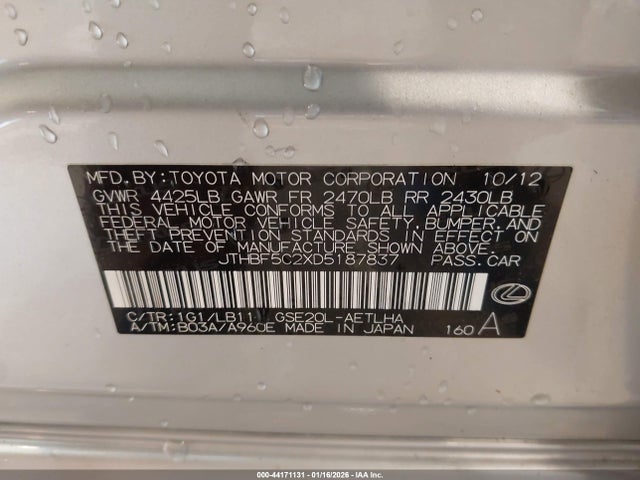 MFD.BY:TOYOTA MOTOR CORPORATION 10/12
GVWR 4425LB GAWR FR 2470LB RR 2430LB
THIS VEHICLE CONFORMS TO ALL APPLICABLE
FEDERAL MOTOR VEHICLE SAFETY, BUMPER, AND
THEFT PREVENTION STANDARDS IN EFFECT ON
THE DATE OF MANUFACTURE SHOWN ABOVE.
JTHBF5C2XD5187837 PASS.CAR
C/TR:1G1/LB11 GSE20L-AETLHA
A/TM:B03A/A960E MADE IN JAPAN 160 A
000-44171131 - 01/16/2026 - IAA Inc.